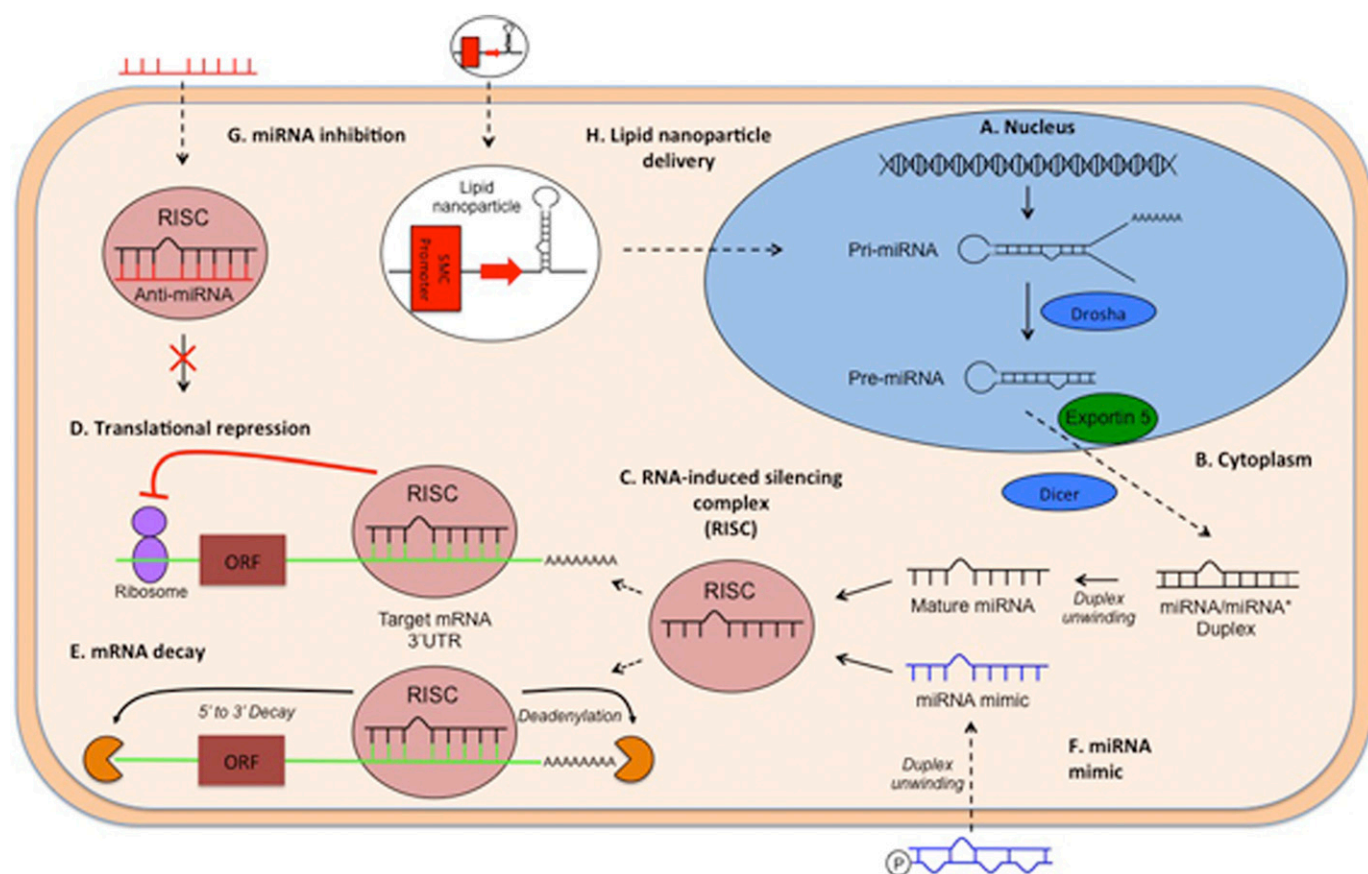 G. miRNA inhibition
H. Lipid nanoparticle
delivery
A. Nucleus
AAAAAAA
Pri-miRNA
Drosha
Pre-miRNA
Exportin 5
B. Cytoplasm
Dicer
RISC
Anti-miRNA
Lipid
nanoparticle
SMC
Promoter
D. Translational repression
RISC
ORF
AAAAAAAA
Ribosome
Target mRNA
3'UTR
C. RNA-induced silencing
complex
(RISC)
RISC
Mature miRNA
Duplex
unwinding
miRNA/miRNA*
Duplex
miRNA mimic
E. mRNA decay
5' to 3' Decay
RISC
Deadenylation
ORF
AAAAAAAA
Duplex
unwinding
F. miRNA
mimic
P